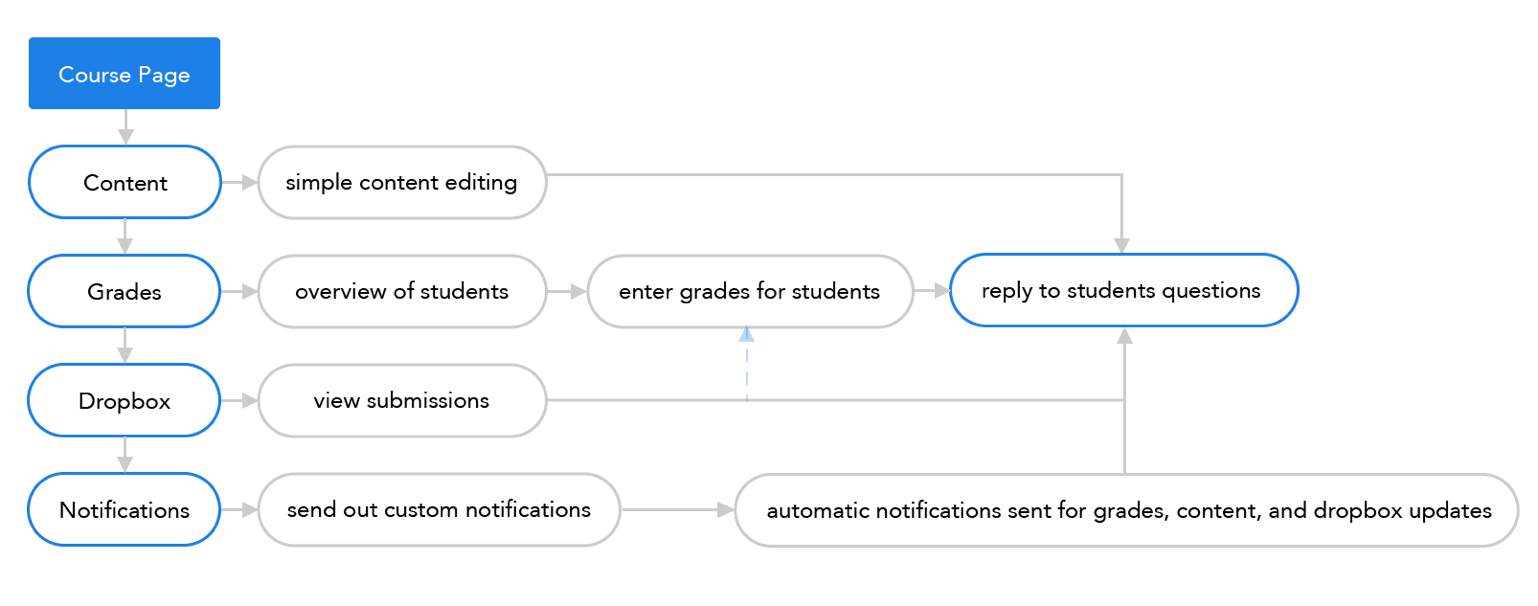 Course Page
Content
simple content editing
Grades
overview of students
enter grades for students
reply to students questions
Dropbox
view submissions
Notifications
send out custom notifications
automatic notifications sent for grades, content, and dropbox updates